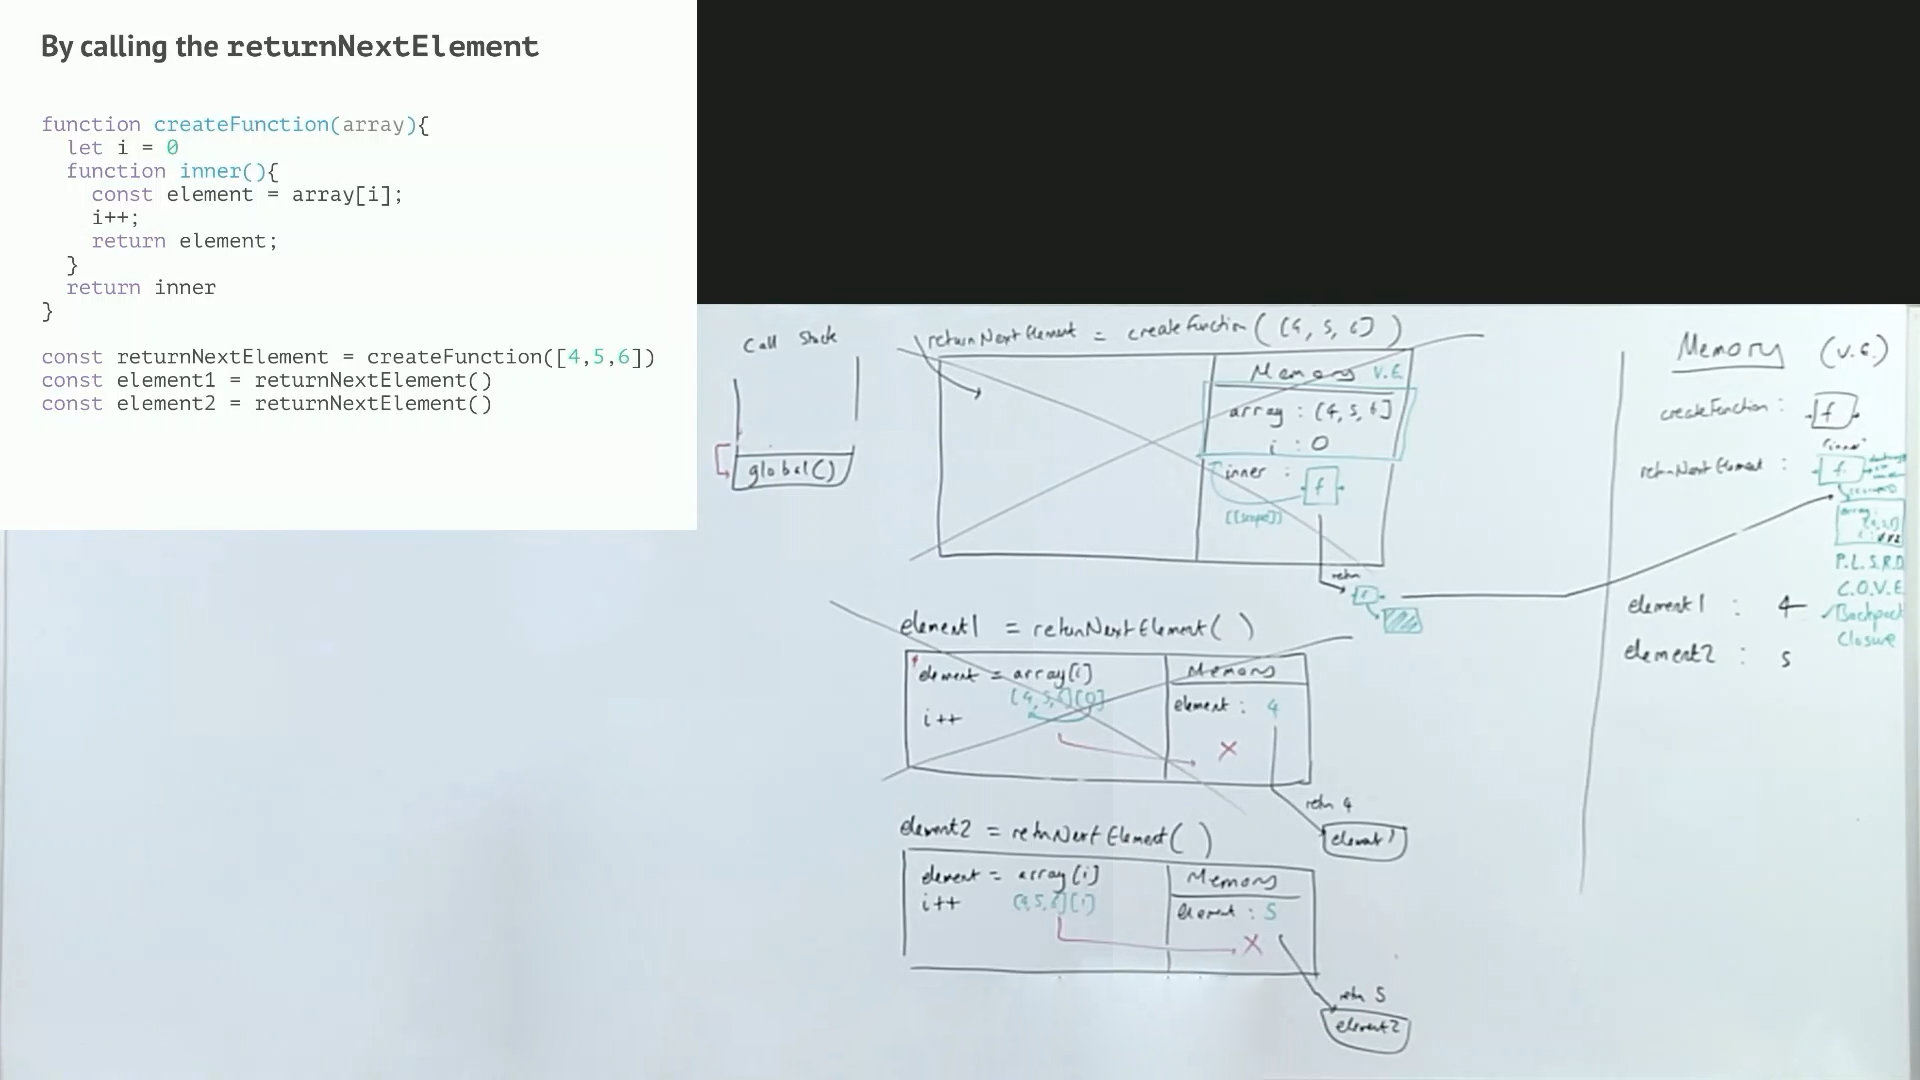 By calling the returnNextElement
function createFunction(array){
let i = 0
function inner(){
const element = array[i];
i++;
return element;
}
return inner
}
const returnNextElement = createFunction([4,5,6])
const element1 = returnNextElement()
const element2 = returnNextElement()
Call Stack
global()
returnNextElement = createFunction ( [4, 5, 6] )
Memory V.E.
array : [4, 5, 6]
i : 0
inner : f
[[scope]]
return
element1 = returnNextElement( )
element = array[i]
[4, 5, 6][0]
i++
Memory
element : 4
X
return 4
element1
element2 = returnNextElement( )
element = array[i]
i++ [4,5,6][1]
Memory
element : 5
X
return 5
element2
Memory (V.E.)
createFunction : f
"inner"
returnNextElement : f
array:
P.L.S.R.D
C.O.V.E
Backpack
Closure
element1 : 4
element2 : 5